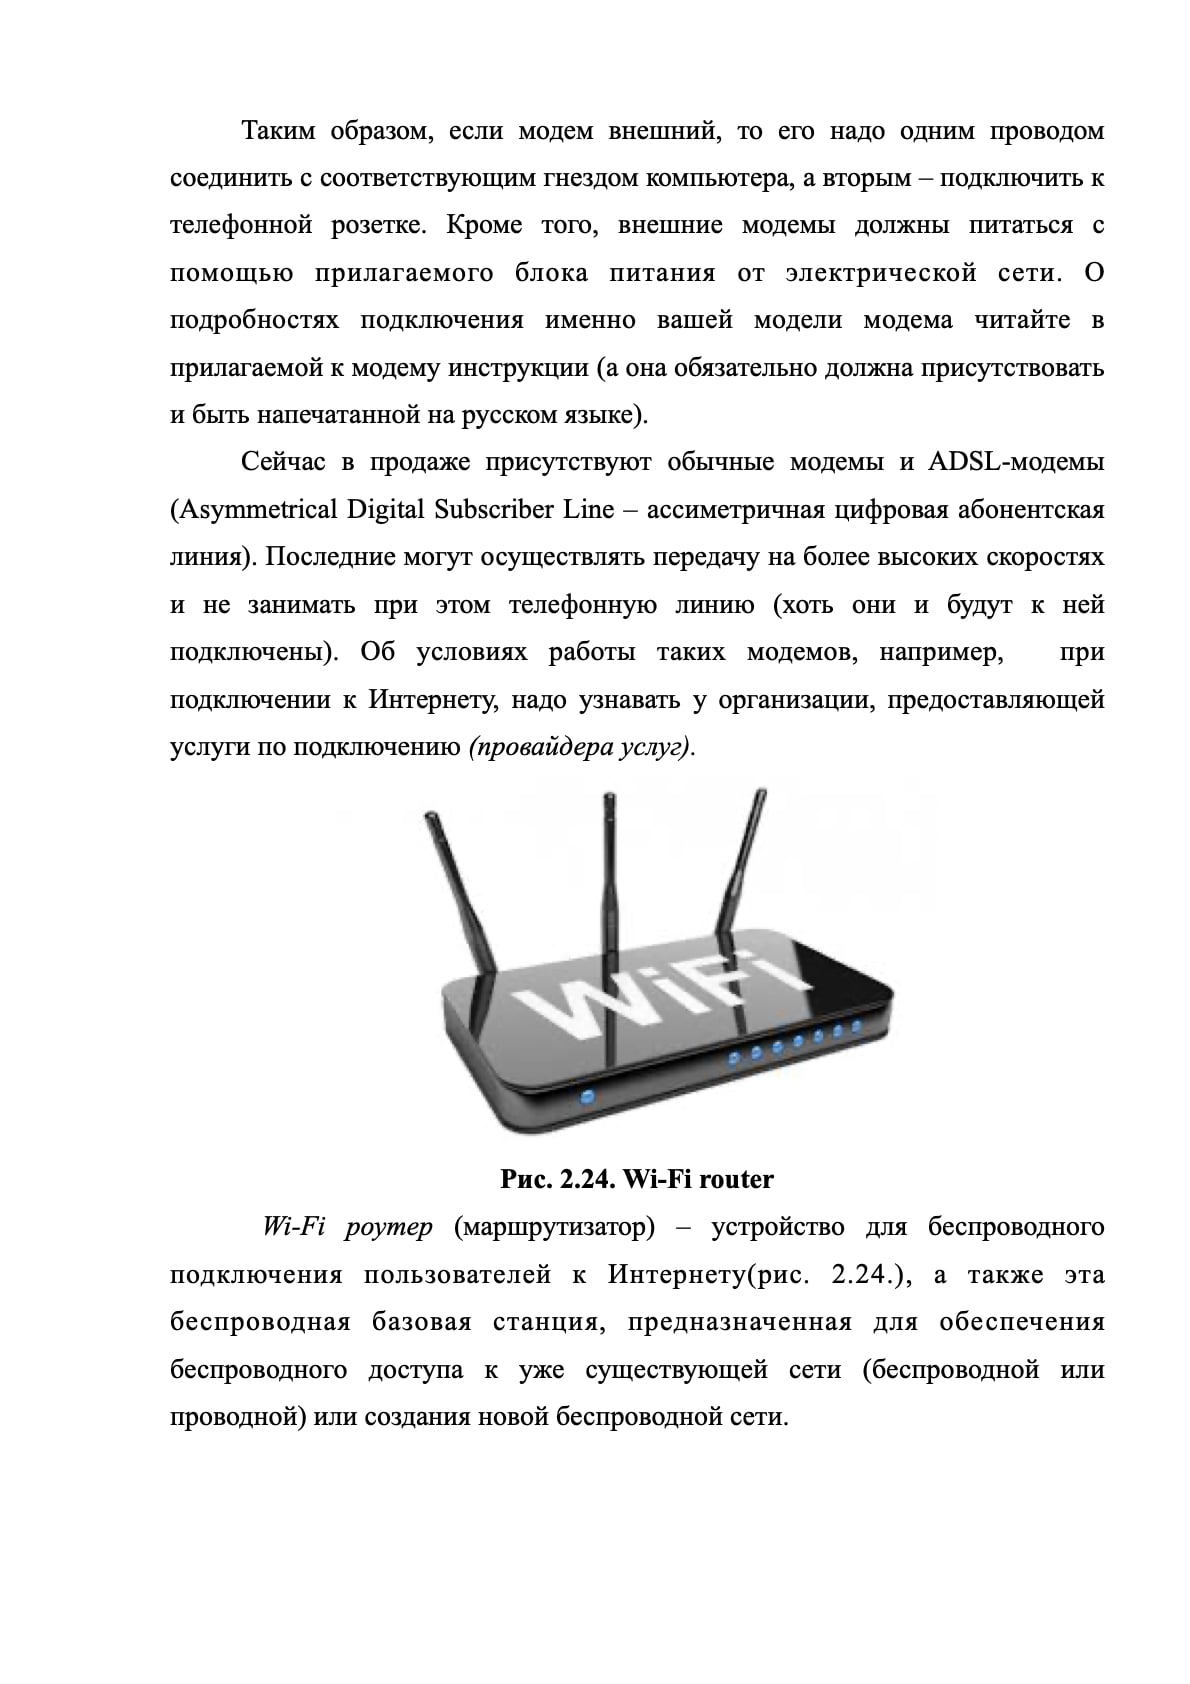 Таким образом, если модем внешний, то его надо одним проводом
соединить с соответствующим гнездом компьютера, а вторым – подключить к
телефонной розетке. Кроме того, внешние модемы должны питаться с
помощью прилагаемого блока питания от электрической сети. О
подробностях подключения именно вашей модели модема читайте в
прилагаемой к модему инструкции (а она обязательно должна присутствовать
и быть напечатанной на русском языке).
Сейчас в продаже присутствуют обычные модемы и ADSL-модемы
(Asymmetrical Digital Subscriber Line – ассиметричная цифровая абонентская
линия). Последние могут осуществлять передачу на более высоких скоростях
и не занимать при этом телефонную линию (хоть они и будут к ней
подключены). Об условиях работы таких модемов, например, при
подключении к Интернету, надо узнавать у организации, предоставляющей
услуги по подключению (провайдера услуг).
WiFi
Рис. 2.24. Wi-Fi router
Wi-Fi роутер (маршрутизатор) – устройство для беспроводного
подключения пользователей к Интернету(рис. 2.24.), а также эта
беспроводная базовая станция, предназначенная для обеспечения
беспроводного доступа к уже существующей сети (беспроводной или
проводной) или создания новой беспроводной сети.